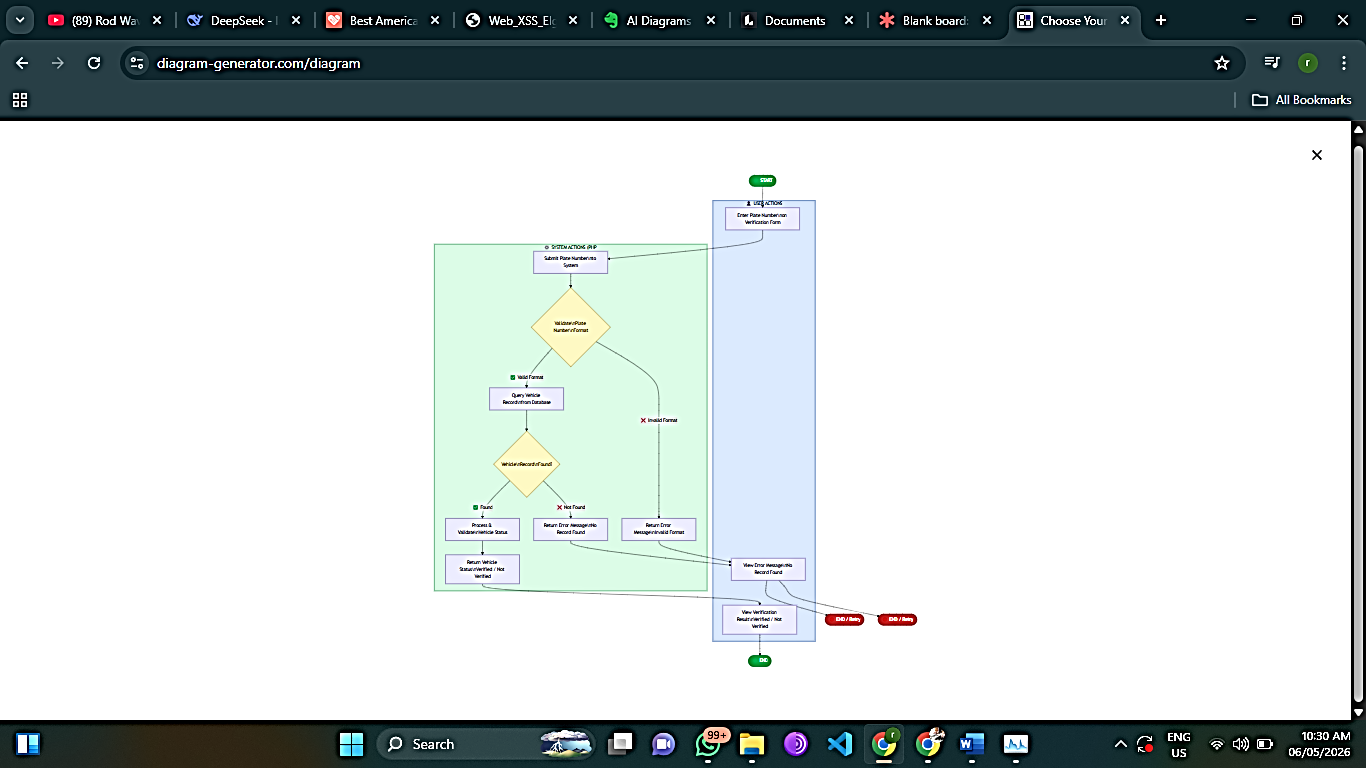 (89) Rod Wav
DeepSeek - I
Best America
Web_XSS_Elg
AI Diagrams
Documents
Blank board
Choose Your
diagram-generator.com/diagram
All Bookmarks
START
USER ACTIONS
Enter Plate Number\non
Verification Form
SYSTEM ACTIONS (PHP
Submit Plate Number\nto
System
Validate\nPlate
Number\nFormat
Valid Format
Query Vehicle
Record\nfrom Database
Invalid Format
Vehicle\nRecord\nFound?
Found
Not Found
Process &
Validate\nVehicle Status
Return Error Message\nNo
Record Found
Return Error
Message\nInvalid Format
Return Vehicle
Status\nVerified / Not
Verified
View Error Message\nNo
Record Found
View Verification
Result\nVerified / Not
Verified
END / Retry
END / Retry
END
Search
99+
ENG
US
10:30 AM
06/05/2026